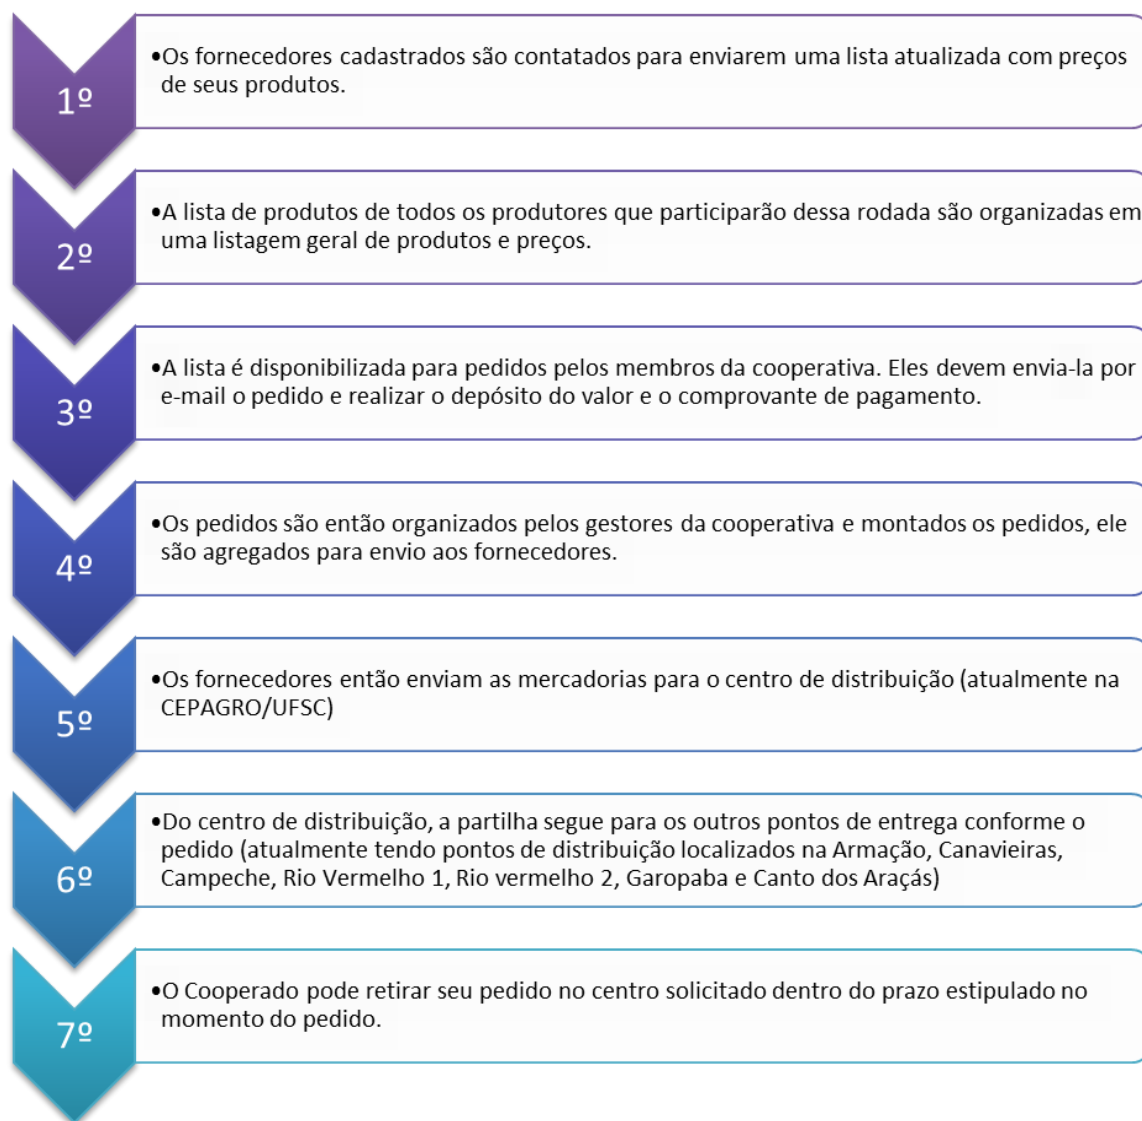 1º
•Os fornecedores cadastrados são contatados para enviarem uma lista atualizada com preços
de seus produtos.
2º
•A lista de produtos de todos os produtores que participarão dessa rodada são organizadas em
uma listagem geral de produtos e preços.
3º
•A lista é disponibilizada para pedidos pelos membros da cooperativa. Eles devem envia-la por
e-mail o pedido e realizar o depósito do valor e o comprovante de pagamento.
4º
•Os pedidos são então organizados pelos gestores da cooperativa e montados os pedidos, ele
são agregados para envio aos fornecedores.
5º
•Os fornecedores então enviam as mercadorias para o centro de distribuição (atualmente na
CEPAGRO/UFSC)
6º
•Do centro de distribuição, a partilha segue para os outros pontos de entrega conforme o
pedido (atualmente tendo pontos de distribuição localizados na Armação, Canavieiras,
Campeche, Rio Vermelho 1, Rio vermelho 2, Garopaba e Canto dos Araçás)
7º
•O Cooperado pode retirar seu pedido no centro solicitado dentro do prazo estipulado no
momento do pedido.